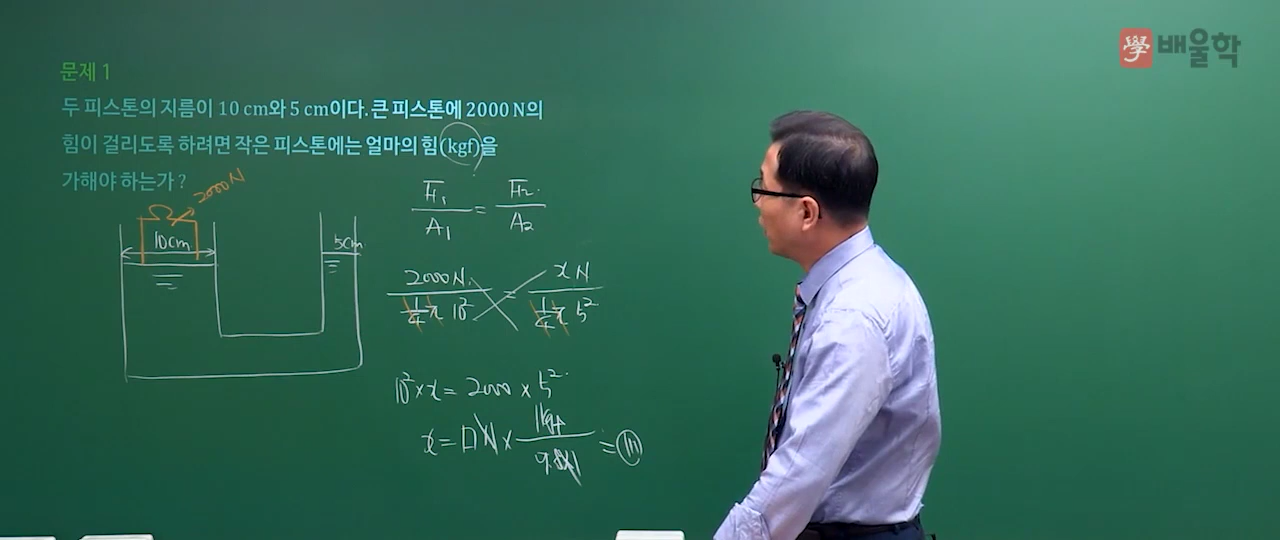 學 배울학
문제 1
두 피스톤의 지름이 10 cm와 5 cm이다. 큰 피스톤에 2000 N의
힘이 걸리도록 하려면 작은 피스톤에는 얼마의 힘(kgf)을
가해야 하는가 ?
2000N
10cm
5cm
F₁/A₁ = F₂/A₂
2000N / ¼π 10² = xN / ¼π 5²
10² × x = 2000 × 5²
x = □N × 1kgf / 9.8N =